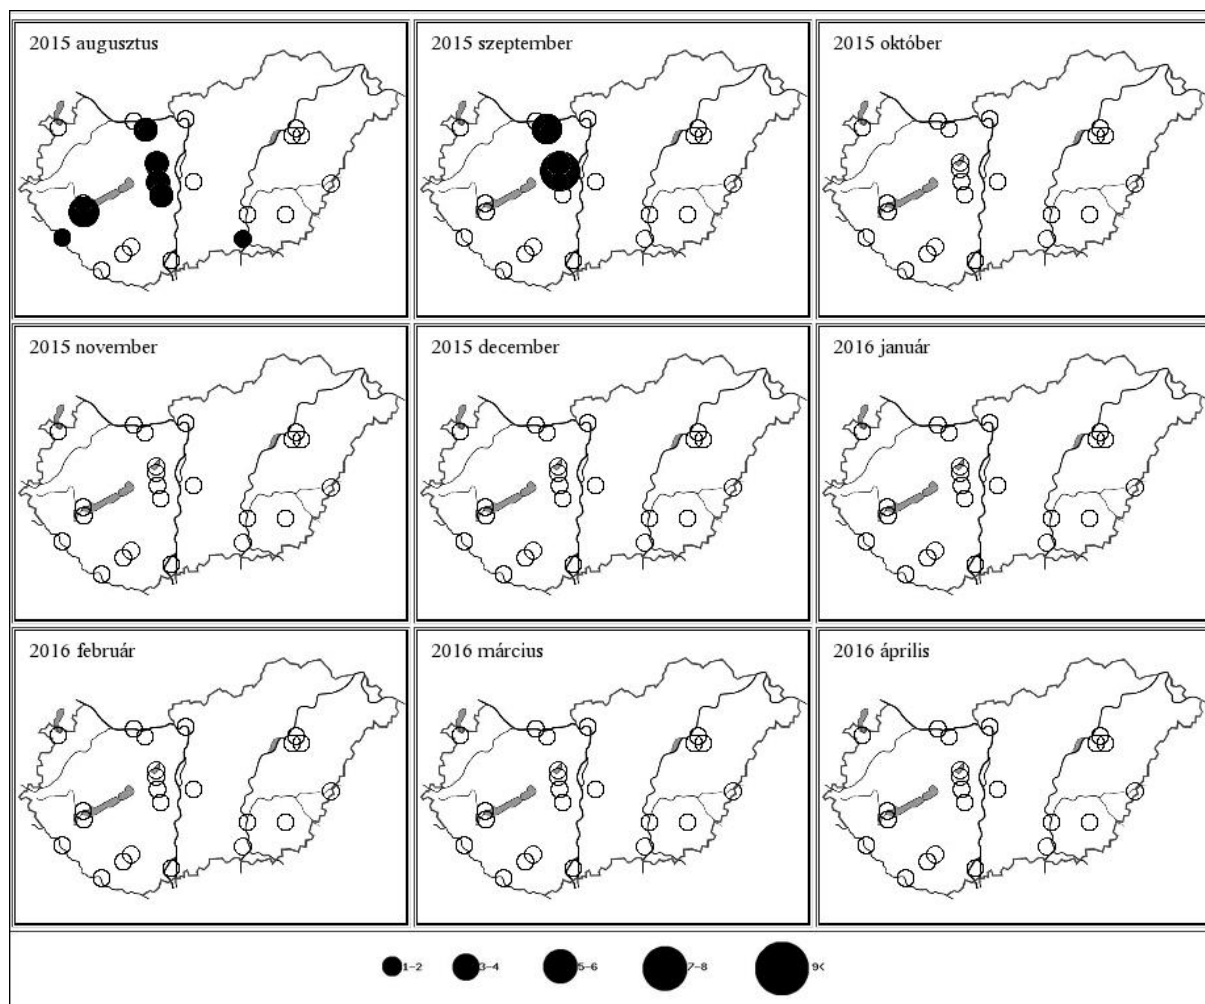 2015 augusztus
2015 szeptember
2015 október
2015 november
2015 december
2016 január
2016 február
2016 március
2016 április
1-2 3-4 5-6 7-8 9<